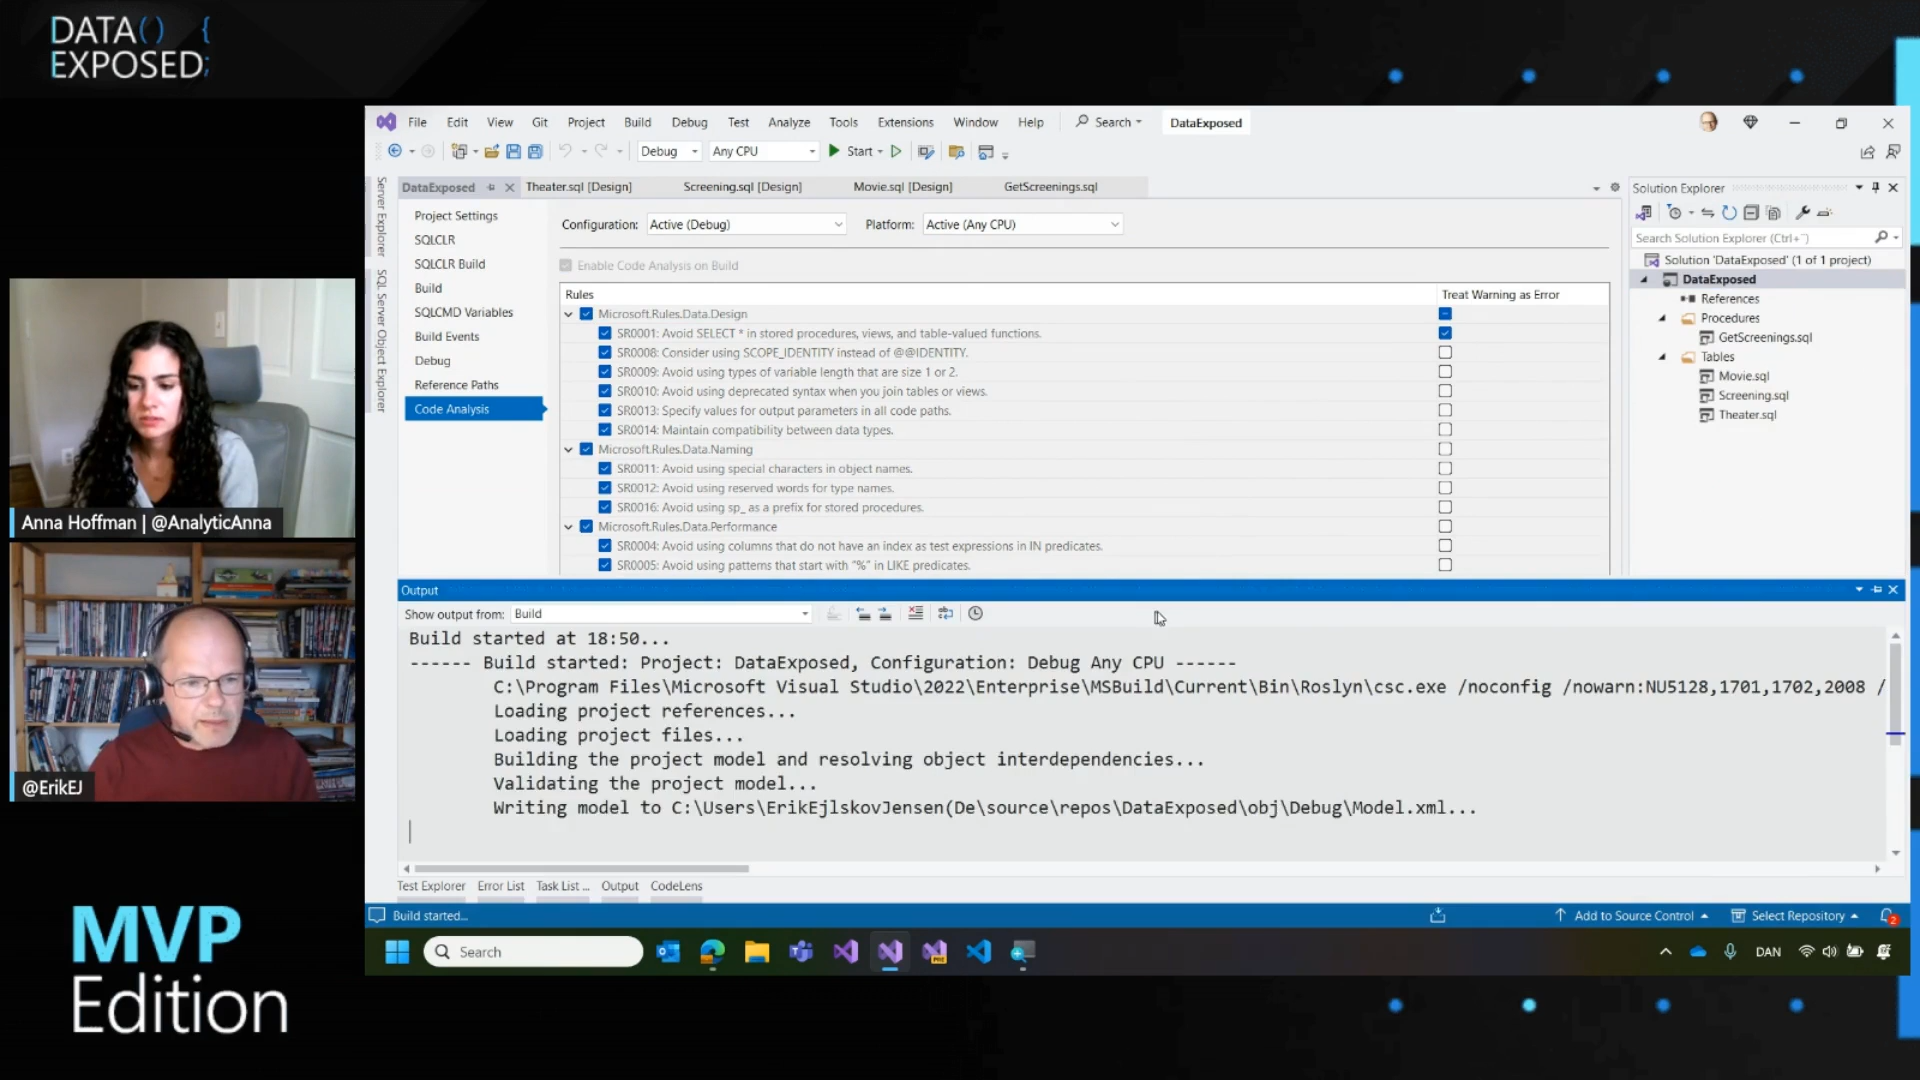 DATA() {
EXPOSED;
File Edit View Git Project Build Debug Test Analyze Tools Extensions Window Help Search DataExposed
Debug Any CPU Start
DataExposed Theater.sql [Design] Screening.sql [Design] Movie.sql [Design] GetScreenings.sql
Server Explorer
SQL Server Object Explorer
Project Settings
SQLCLR
SQLCLR Build
Build
SQLCMD Variables
Build Events
Debug
Reference Paths
Code Analysis
Configuration: Active (Debug) Platform: Active (Any CPU)
Enable Code Analysis on Build
Rules Treat Warning as Error
Microsoft.Rules.Data.Design
SR0001: Avoid SELECT * in stored procedures, views, and table-valued functions.
SR0008: Consider using SCOPE_IDENTITY instead of @@IDENTITY.
SR0009: Avoid using types of variable length that are size 1 or 2.
SR0010: Avoid using deprecated syntax when you join tables or views.
SR0013: Specify values for output parameters in all code paths.
SR0014: Maintain compatibility between data types.
Microsoft.Rules.Data.Naming
SR0011: Avoid using special characters in object names.
SR0012: Avoid using reserved words for type names.
SR0016: Avoid using sp_ as a prefix for stored procedures.
Microsoft.Rules.Data.Performance
SR0004: Avoid using columns that do not have an index as test expressions in IN predicates.
SR0005: Avoid using patterns that start with "%" in LIKE predicates.
Solution Explorer
Search Solution Explorer (Ctrl+¨)
Solution 'DataExposed' (1 of 1 project)
DataExposed
References
Procedures
GetScreenings.sql
Tables
Movie.sql
Screening.sql
Theater.sql
Output
Show output from: Build
Build started at 18:50...
------ Build started: Project: DataExposed, Configuration: Debug Any CPU ------
C:\Program Files\Microsoft Visual Studio\2022\Enterprise\MSBuild\Current\Bin\Roslyn\csc.exe /noconfig /nowarn:NU5128,1701,1702,2008 /
Loading project references...
Loading project files...
Building the project model and resolving object interdependencies...
Validating the project model...
Writing model to C:\Users\ErikEjlskovJensen(De\source\repos\DataExposed\obj\Debug\Model.xml...
Test Explorer Error List Task List ... Output CodeLens
Build started... Add to Source Control Select Repository 2
Search PRE DAN
Anna Hoffman | @AnalyticAnna
@ErikEJ
MVP
Edition